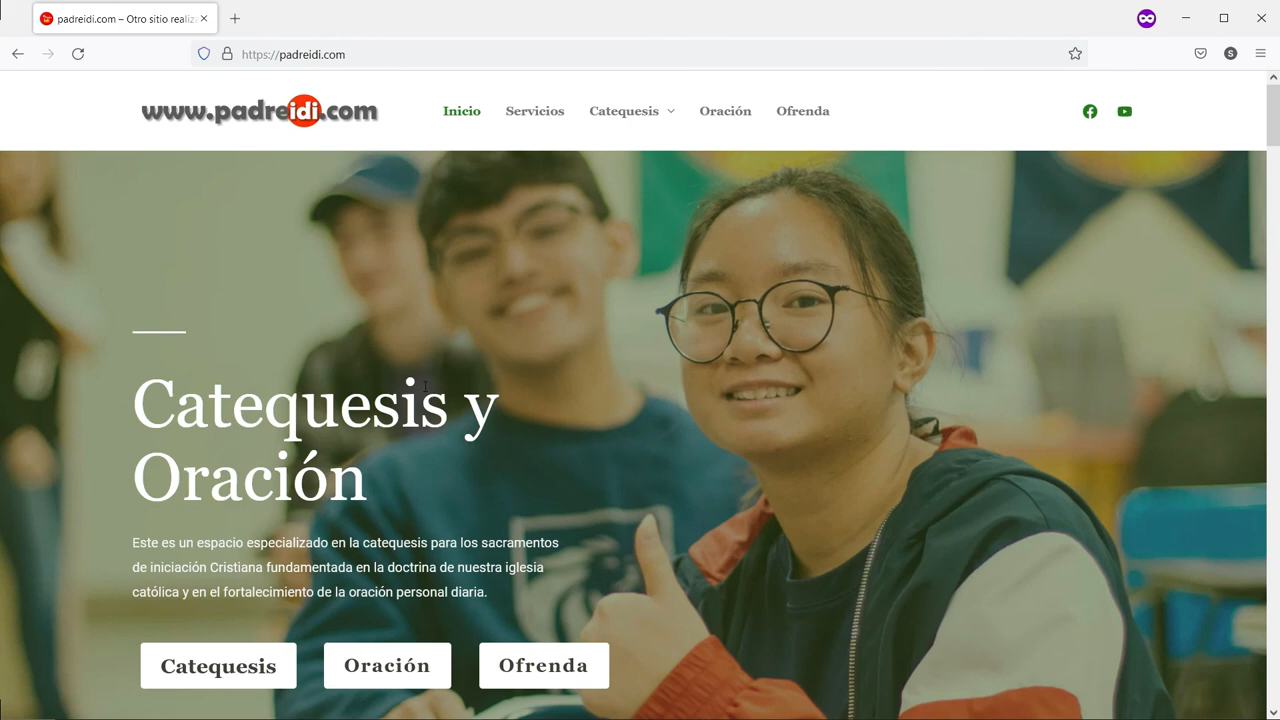 padreidi.com – Otro sitio realiz
https://padreidi.com
S
www.padreidi.com
Inicio Servicios Catequesis Oración Ofrenda
Catequesis y
Oración
Este es un espacio especializado en la catequesis para los sacramentos
de iniciación Cristiana fundamentada en la doctrina de nuestra iglesia
católica y en el fortalecimiento de la oración personal diaria.
Catequesis Oración Ofrenda